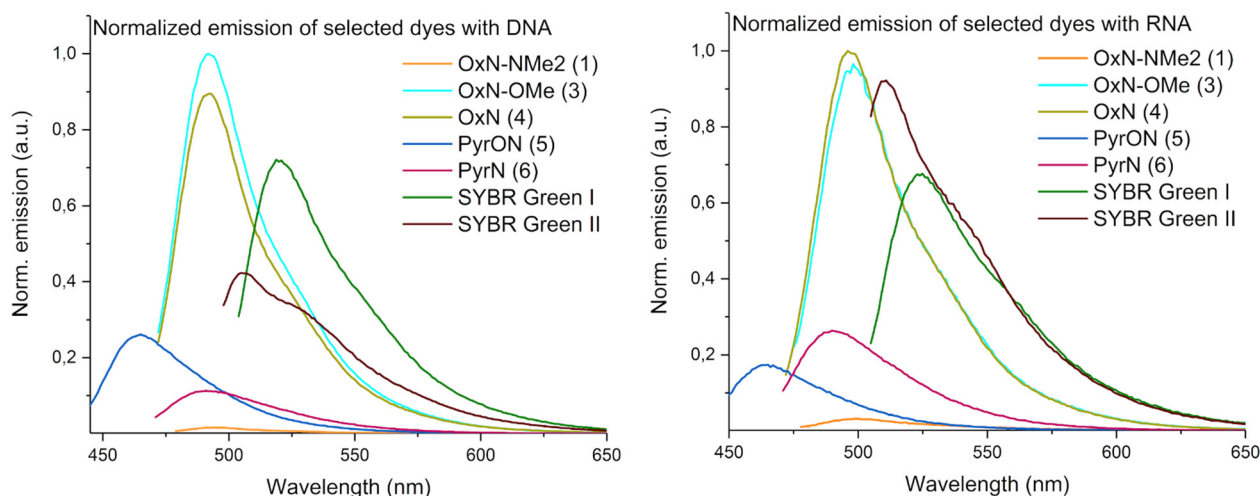 Normalized emission of selected dyes with DNA
1,0
0,8
0,6
0,4
0,2
Norm. emission (a.u.)
OxN-NMe2 (1)
OxN-OMe (3)
OxN (4)
PyrON (5)
PyrN (6)
SYBR Green I
SYBR Green II
450 500 550 600 650
Wavelength (nm)
Normalized emission of selected dyes with RNA
1,0
0,8
0,6
0,4
0,2
Norm. emission (a.u.)
OxN-NMe2 (1)
OxN-OMe (3)
OxN (4)
PyrON (5)
PyrN (6)
SYBR Green I
SYBR Green II
450 500 550 600 650
Wavelength (nm)